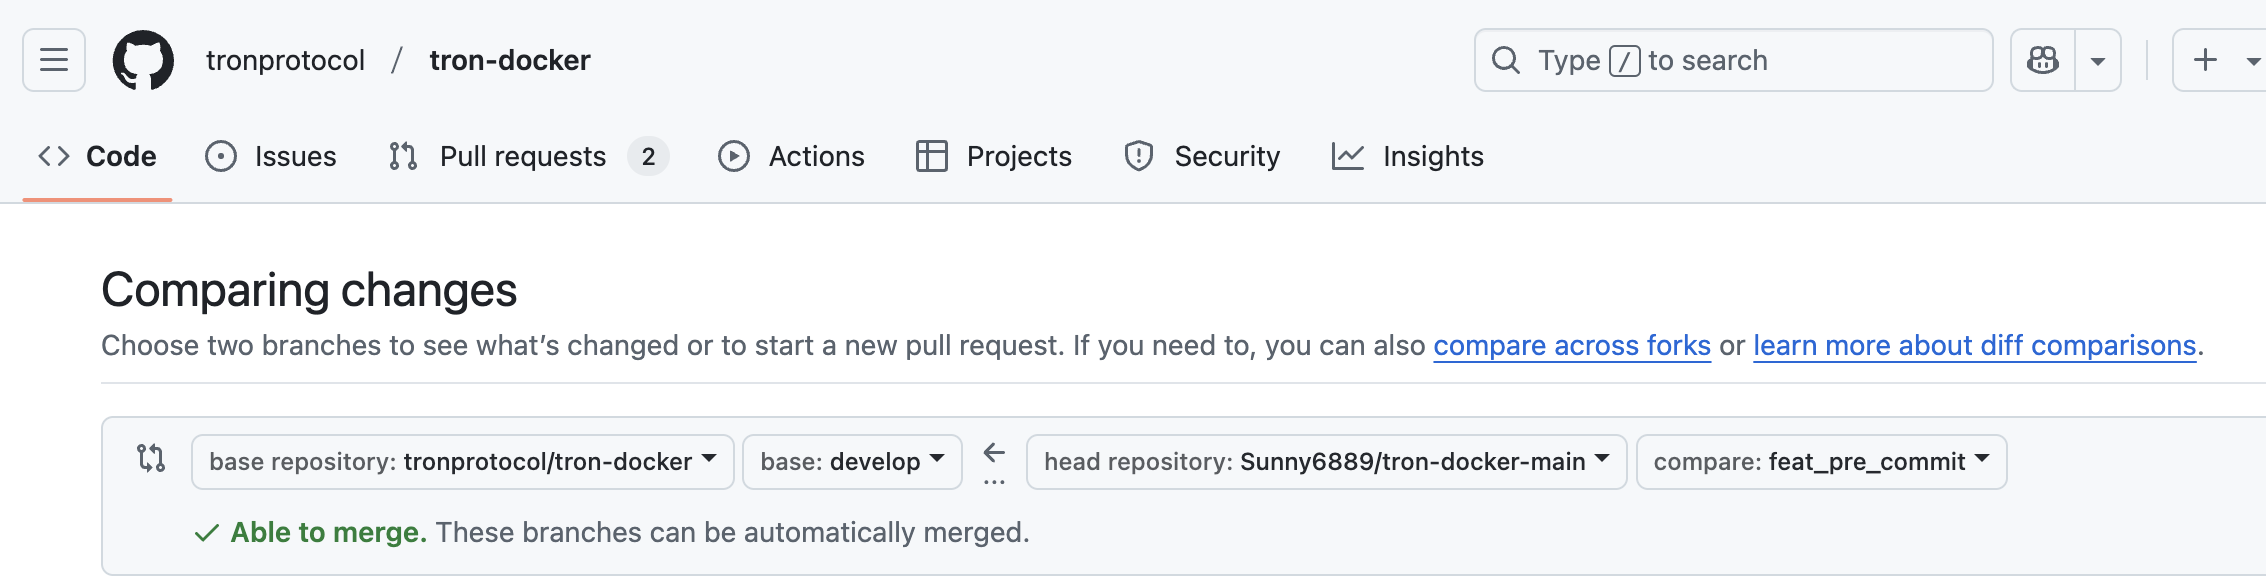 tronprotocol / tron-docker
Type / to search
Code Issues Pull requests 2 Actions Projects Security Insights
Comparing changes
Choose two branches to see what’s changed or to start a new pull request. If you need to, you can also compare across forks or learn more about diff comparisons.
base repository: tronprotocol/tron-docker base: develop ... head repository: Sunny6889/tron-docker-main compare: feat_pre_commit
Able to merge. These branches can be automatically merged.